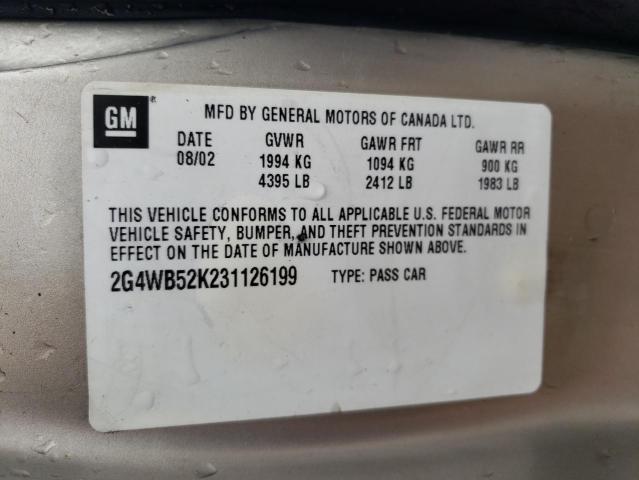 GM
MFD BY GENERAL MOTORS OF CANADA LTD.
DATE GVWR GAWR FRT GAWR RR
08/02 1994 KG 1094 KG 900 KG
4395 LB 2412 LB 1983 LB
THIS VEHICLE CONFORMS TO ALL APPLICABLE U.S. FEDERAL MOTOR
VEHICLE SAFETY, BUMPER, AND THEFT PREVENTION STANDARDS IN
EFFECT ON THE DATE OF MANUFACTURE SHOWN ABOVE.
2G4WB52K231126199 TYPE: PASS CAR